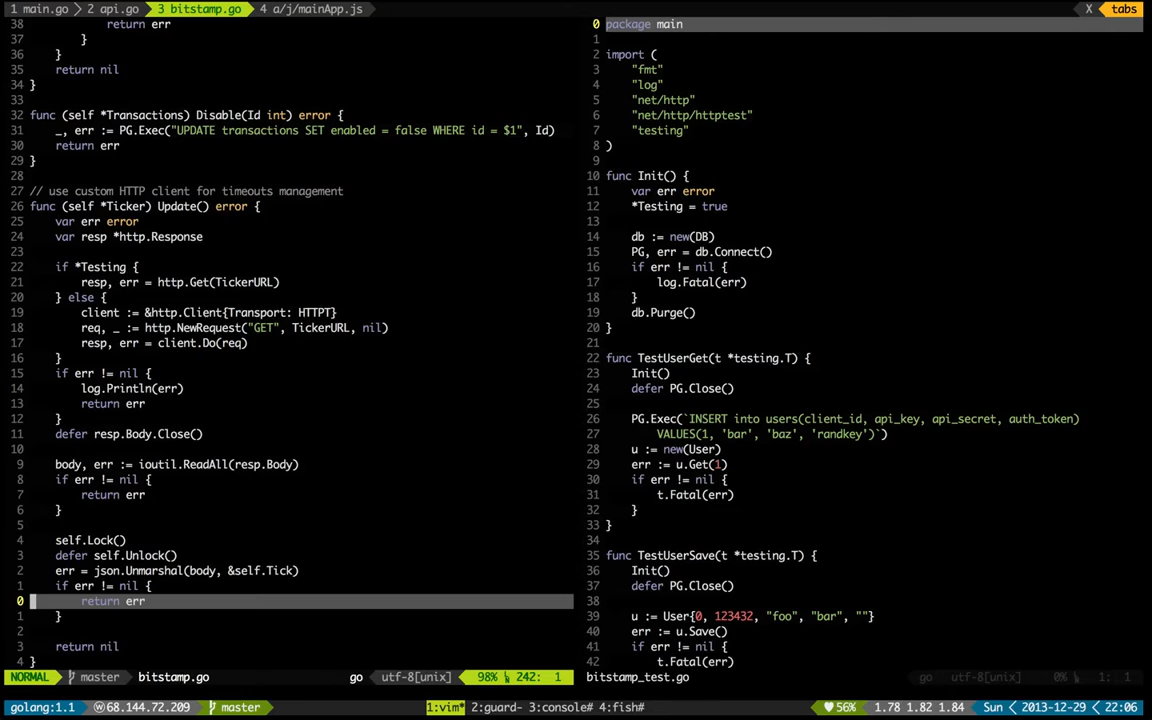 1 main.go 2 api.go 3 bitstamp.go 4 a/j/mainApp.js X tabs
38 return err
37 }
36 }
35 return nil
34 }
33
32 func (self *Transactions) Disable(Id int) error {
31 _, err := PG.Exec("UPDATE transactions SET enabled = false WHERE id = $1", Id)
30 return err
29 }
28
27 // use custom HTTP client for timeouts management
26 func (self *Ticker) Update() error {
25 var err error
24 var resp *http.Response
23
22 if *Testing {
21 resp, err = http.Get(TickerURL)
20 } else {
19 client := &http.Client{Transport: HTTPT}
18 req, _ := http.NewRequest("GET", TickerURL, nil)
17 resp, err = client.Do(req)
16 }
15 if err != nil {
14 log.Println(err)
13 return err
12 }
11 defer resp.Body.Close()
10
9 body, err := ioutil.ReadAll(resp.Body)
8 if err != nil {
7 return err
6 }
5
4 self.Lock()
3 defer self.Unlock()
2 err = json.Unmarshal(body, &self.Tick)
1 if err != nil {
0 return err
1 }
2
3 return nil
4 }
NORMAL master bitstamp.go go utf-8[unix] 98% 242: 1
0 package main
1
2 import (
3 "fmt"
4 "log"
5 "net/http"
6 "net/http/httptest"
7 "testing"
8 )
9
10 func Init() {
11 var err error
12 *Testing = true
13
14 db := new(DB)
15 PG, err = db.Connect()
16 if err != nil {
17 log.Fatal(err)
18 }
19 db.Purge()
20 }
21
22 func TestUserGet(t *testing.T) {
23 Init()
24 defer PG.Close()
25
26 PG.Exec(`INSERT into users(client_id, api_key, api_secret, auth_token)
27 VALUES(1, 'bar', 'baz', 'randkey')`)
28 u := new(User)
29 err := u.Get(1)
30 if err != nil {
31 t.Fatal(err)
32 }
33 }
34
35 func TestUserSave(t *testing.T) {
36 Init()
37 defer PG.Close()
38
39 u := User{0, 123432, "foo", "bar", ""}
40 err := u.Save()
41 if err != nil {
42 t.Fatal(err)
bitstamp_test.go go utf-8[unix] 0% 1: 1
golang:1.1 68.144.72.209 master 1:vim* 2:guard- 3:console# 4:fish# 56% 1.78 1.82 1.84 Sun 2013-12-29 22:06